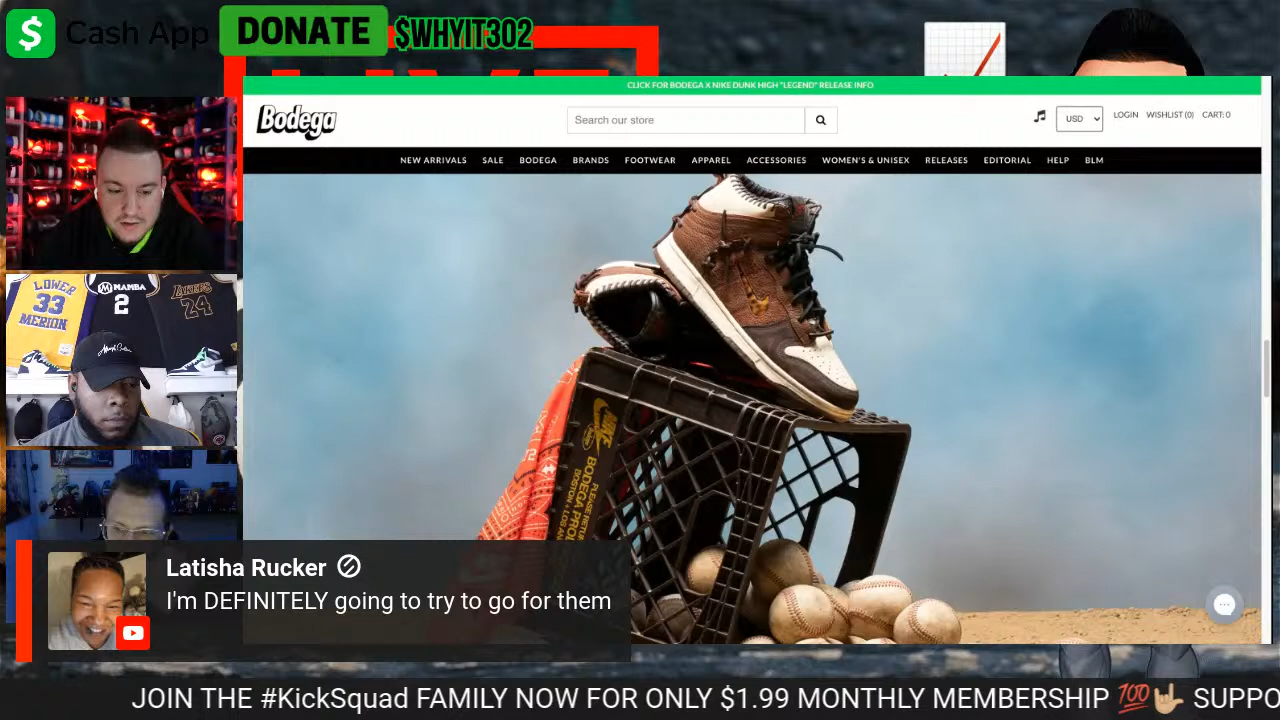 Cash App DONATE $WHYIT302
CLICK FOR BODEGA X NIKE DUNK HIGH "LEGEND" RELEASE INFO
Bodega
Search our store
USD
LOGIN WISHLIST (0) CART: 0
NEW ARRIVALS SALE BODEGA BRANDS FOOTWEAR APPAREL ACCESSORIES WOMEN'S & UNISEX RELEASES EDITORIAL HELP BLM
LOWER
33
MERION
MAMBA
2
LAKERS
24
NIKE
BODEGA
Latisha Rucker
I'm DEFINITELY going to try to go for them
JOIN THE #KickSquad FAMILY NOW FOR ONLY $1.99 MONTHLY MEMBERSHIP 💯🤟🏼 SUPPO